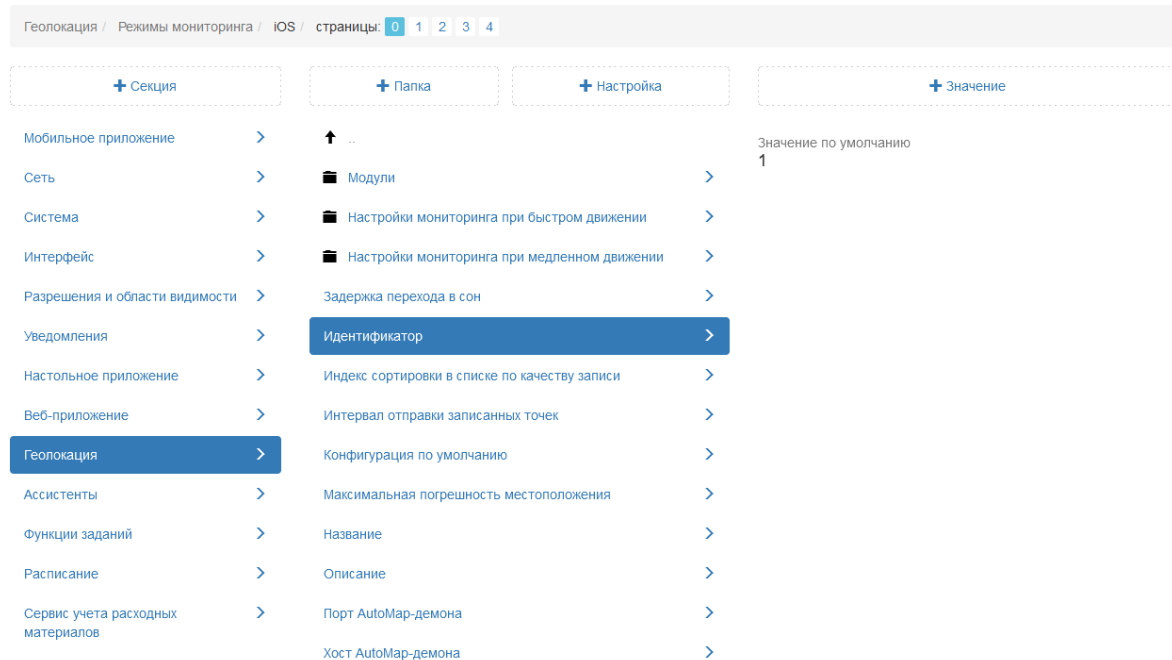 Геолокация / Режимы мониторинга / iOS / страницы: 0 1 2 3 4
+ Секция
+ Папка
+ Настройка
+ Значение
Мобильное приложение
Сеть
Система
Интерфейс
Разрешения и области видимости
Уведомления
Настольное приложение
Веб-приложение
Геолокация
Ассистенты
Функции заданий
Расписание
Сервис учета расходных
материалов
..
Модули
Настройки мониторинга при быстром движении
Настройки мониторинга при медленном движении
Задержка перехода в сон
Идентификатор
Индекс сортировки в списке по качеству записи
Интервал отправки записанных точек
Конфигурация по умолчанию
Максимальная погрешность местоположения
Название
Описание
Порт AutoMap-демона
Хост AutoMap-демона
Значение по умолчанию
1